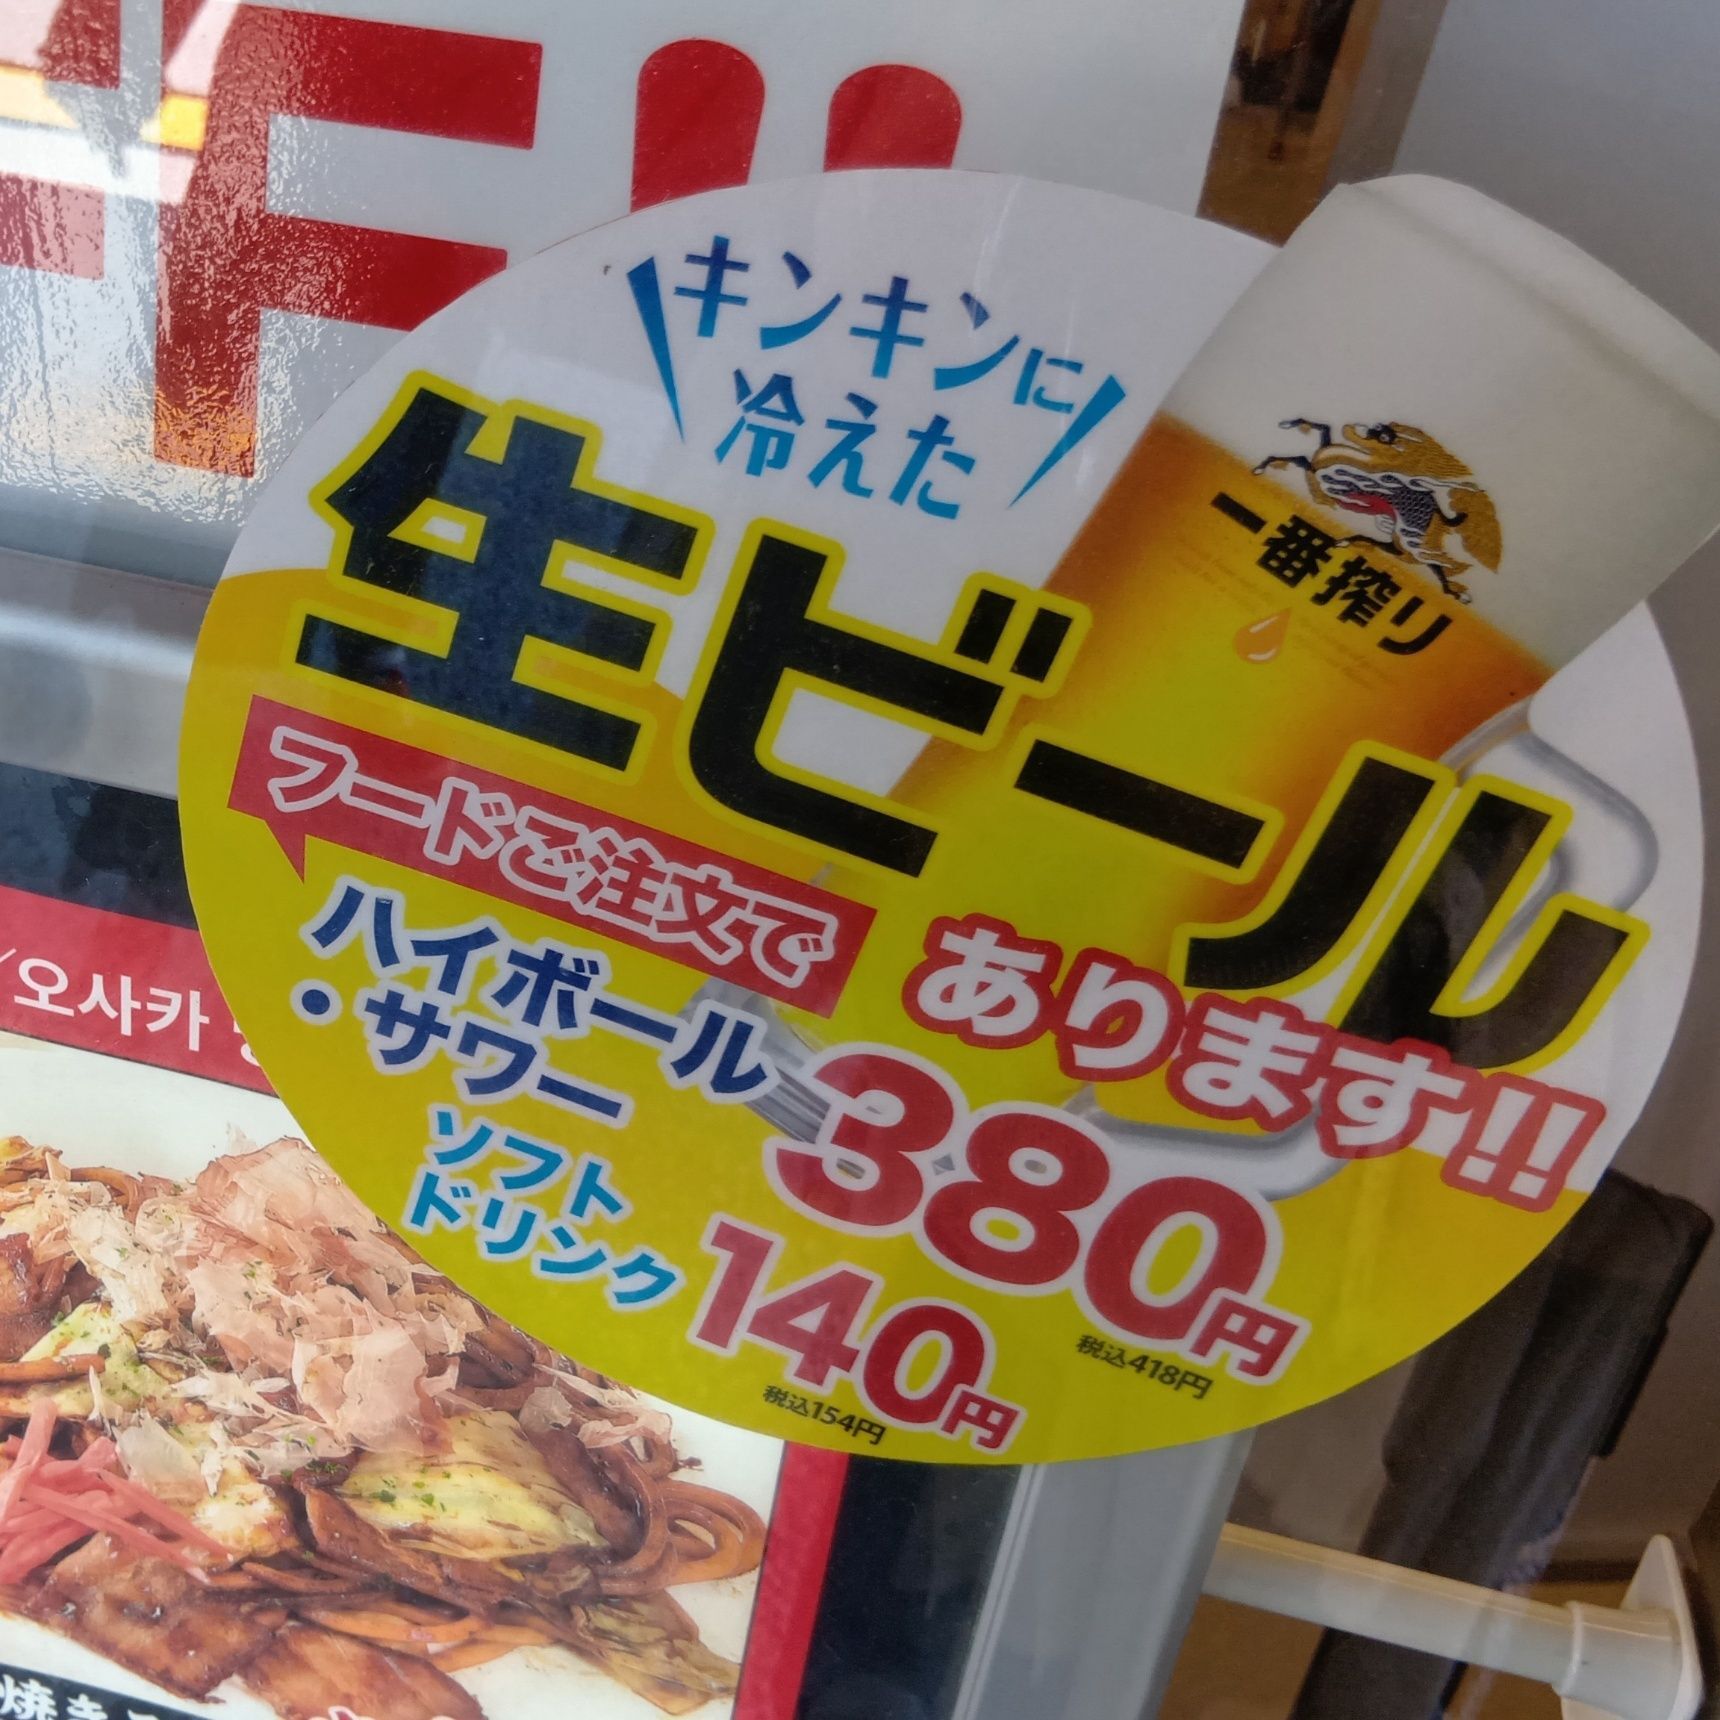 キンキンに
冷えた
一番搾り
生ビール
あります!!
フードご注文で
ハイボール
・サワー
380円
税込418円
ソフト
ドリンク
140円
税込154円
/오사카
焼き